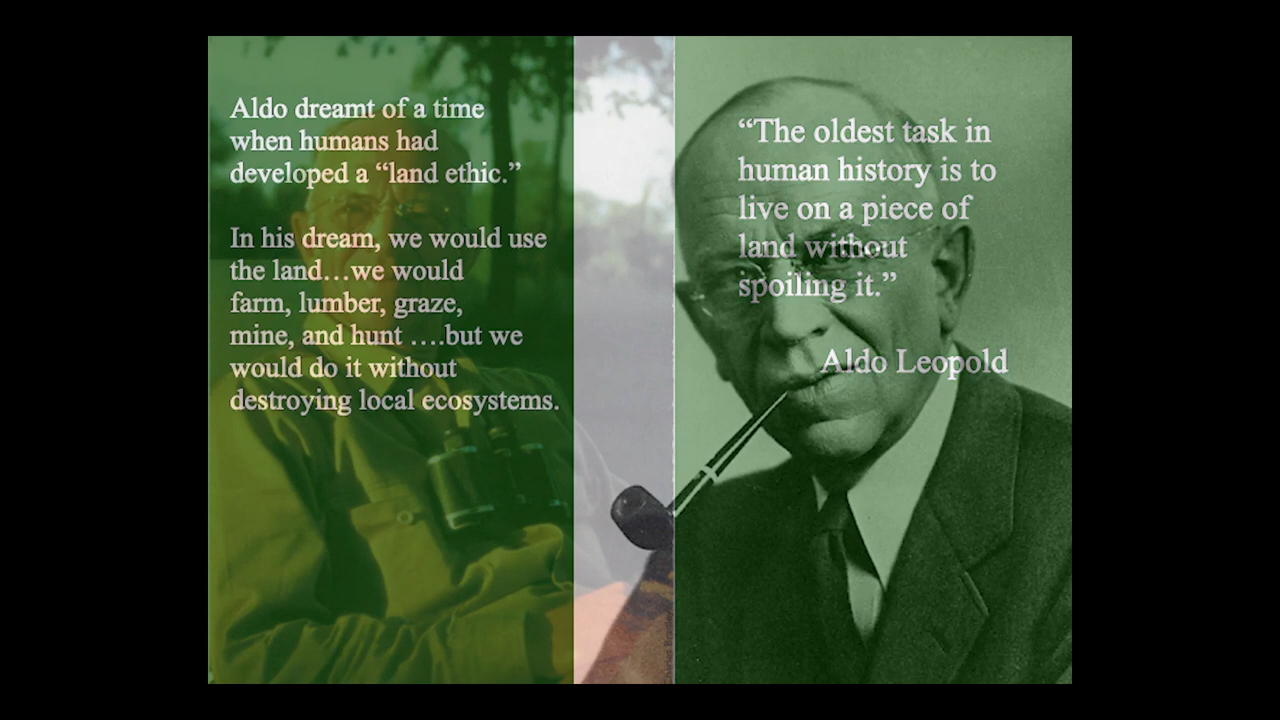 Aldo dreamt of a time
when humans had
developed a “land ethic.”
In his dream, we would use
the land…we would
farm, lumber, graze,
mine, and hunt ….but we
would do it without
destroying local ecosystems.
“The oldest task in
human history is to
live on a piece of
land without
spoiling it.”
Aldo Leopold